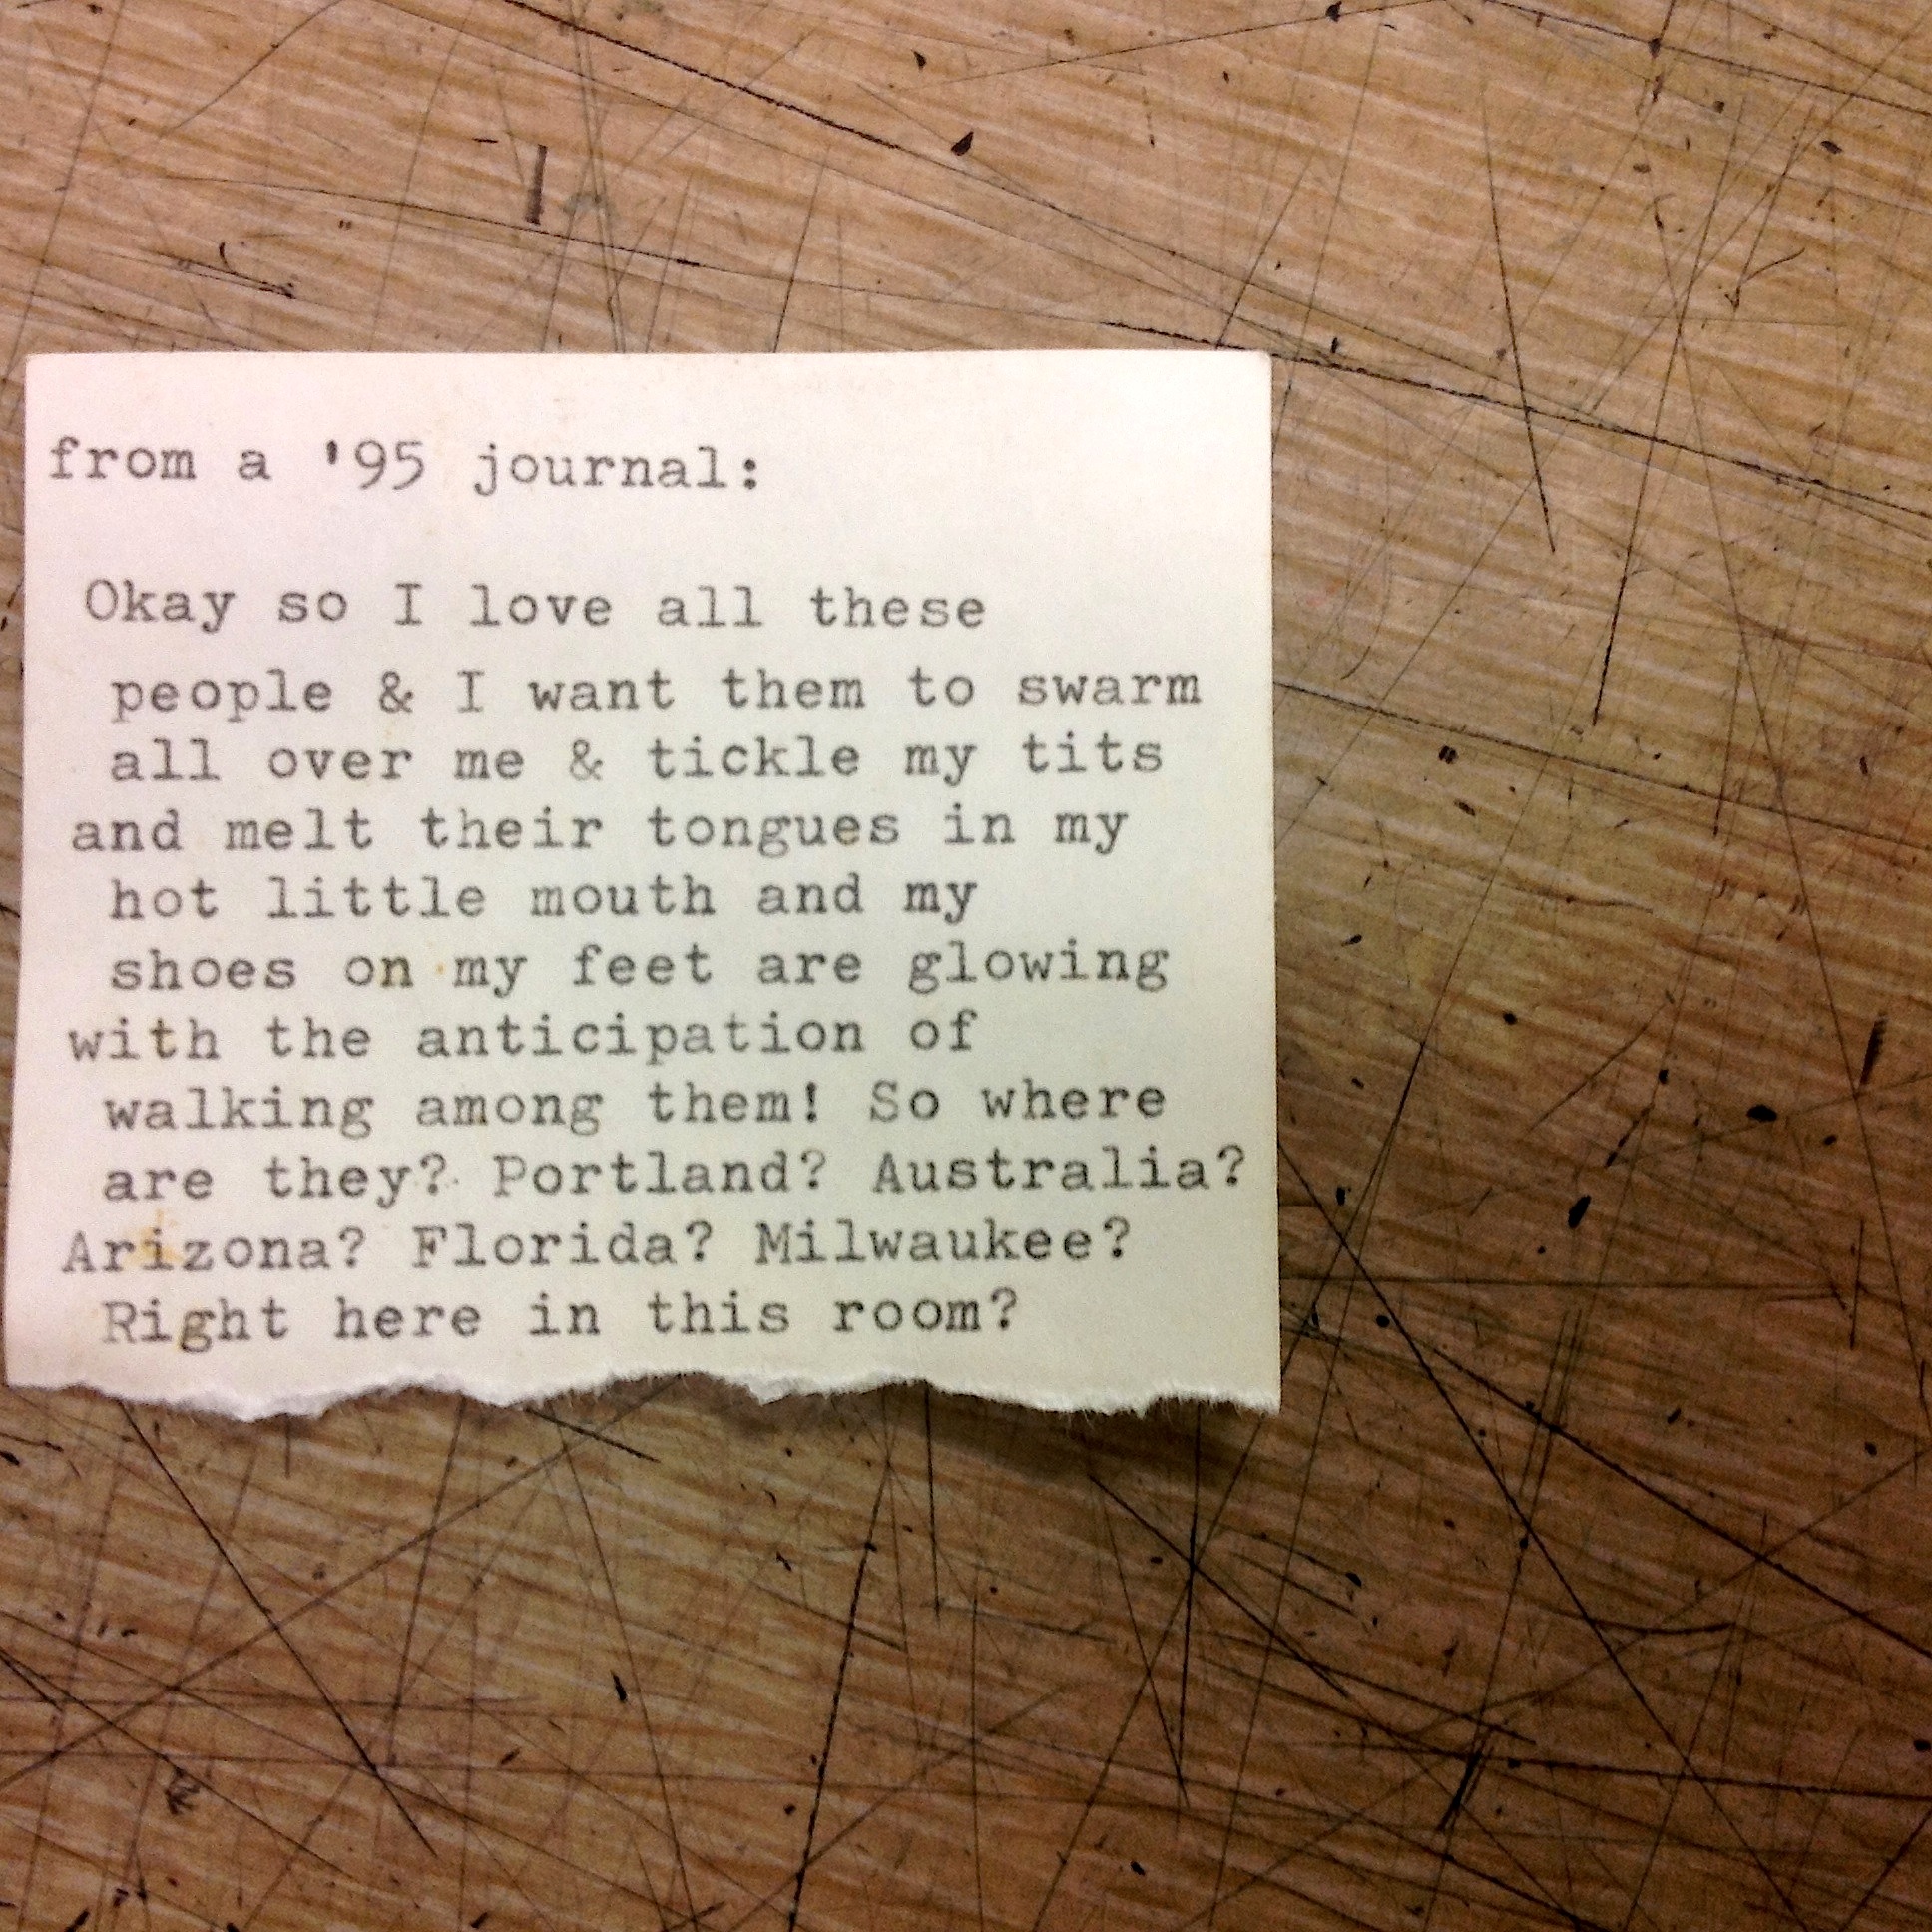 from a '95 journal:
Okay so I love all these
people & I want them to swarm
all over me & tickle my tits
and melt their tongues in my
hot little mouth and my
shoes on my feet are glowing
with the anticipation of
walking among them! So where
are they? Portland? Australia?
Arizona? Florida? Milwaukee?
Right here in this room?